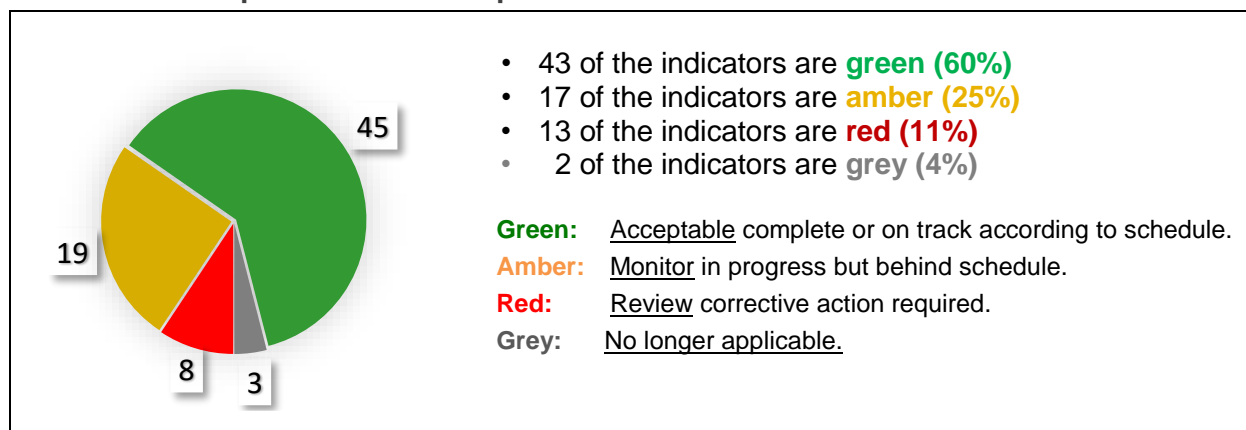 45
19
8
3
• 43 of the indicators are green (60%)
• 17 of the indicators are amber (25%)
• 13 of the indicators are red (11%)
• 2 of the indicators are grey (4%)
Green: Acceptable complete or on track according to schedule.
Amber: Monitor in progress but behind schedule.
Red: Review corrective action required.
Grey: No longer applicable.